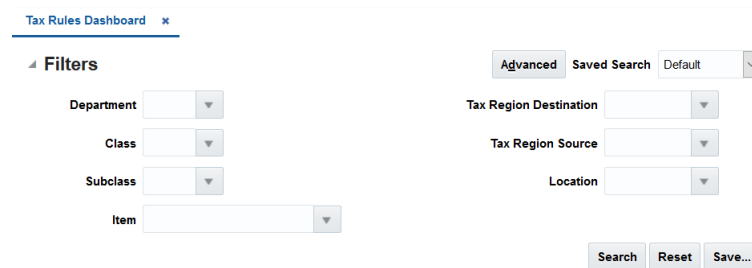 Tax Rules Dashboard ×
Filters
Advanced Saved Search Default
Department Tax Region Destination
Class Tax Region Source
Subclass Location
Item
Search Reset Save...